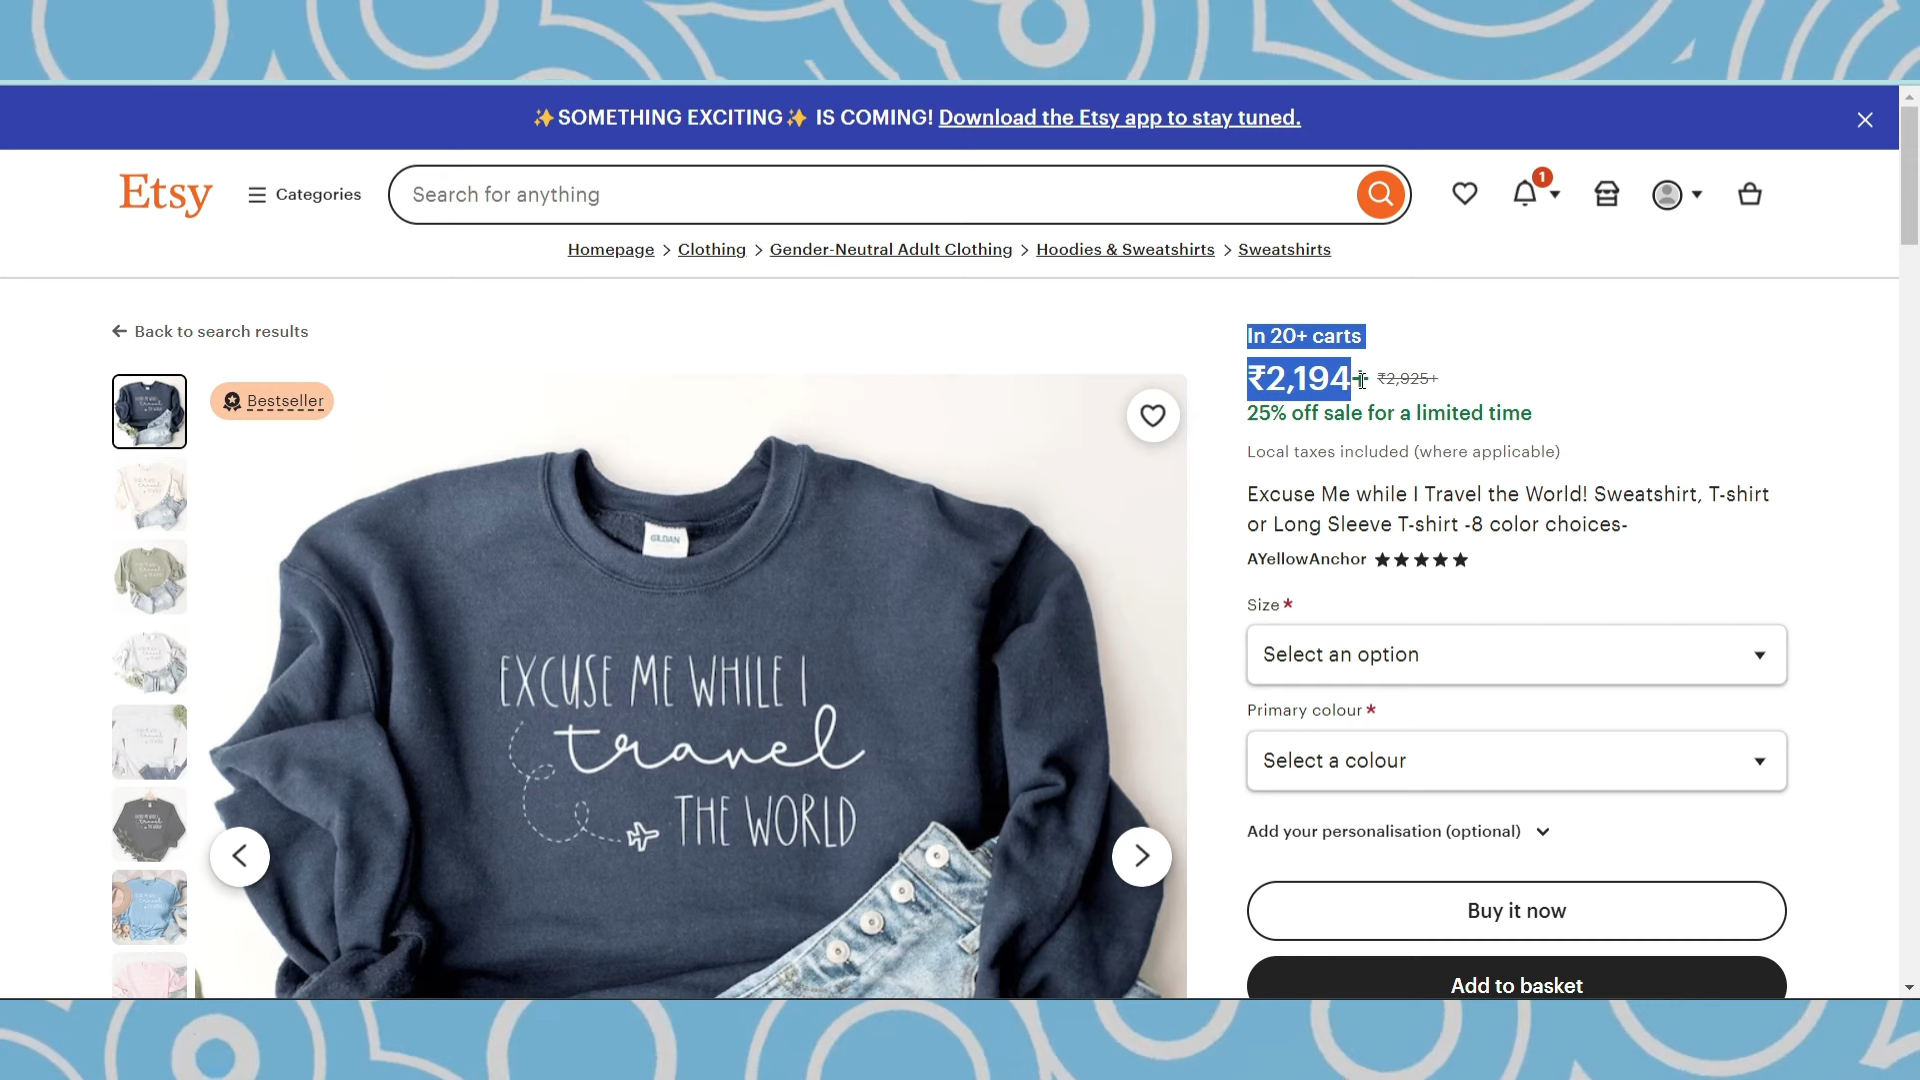 ✨SOMETHING EXCITING✨ IS COMING! Download the Etsy app to stay tuned.
Etsy
Categories
Search for anything
1
Homepage > Clothing > Gender-Neutral Adult Clothing > Hoodies & Sweatshirts > Sweatshirts
Back to search results
Bestseller
GILDAN
EXCUSE ME WHILE I
travel
THE WORLD
In 20+ carts
₹2,194+ ₹2,925+
25% off sale for a limited time
Local taxes included (where applicable)
Excuse Me while I Travel the World! Sweatshirt, T-shirt
or Long Sleeve T-shirt -8 color choices-
AYellowAnchor ★★★★★
Size *
Select an option
Primary colour *
Select a colour
Add your personalisation (optional)
Buy it now
Add to basket